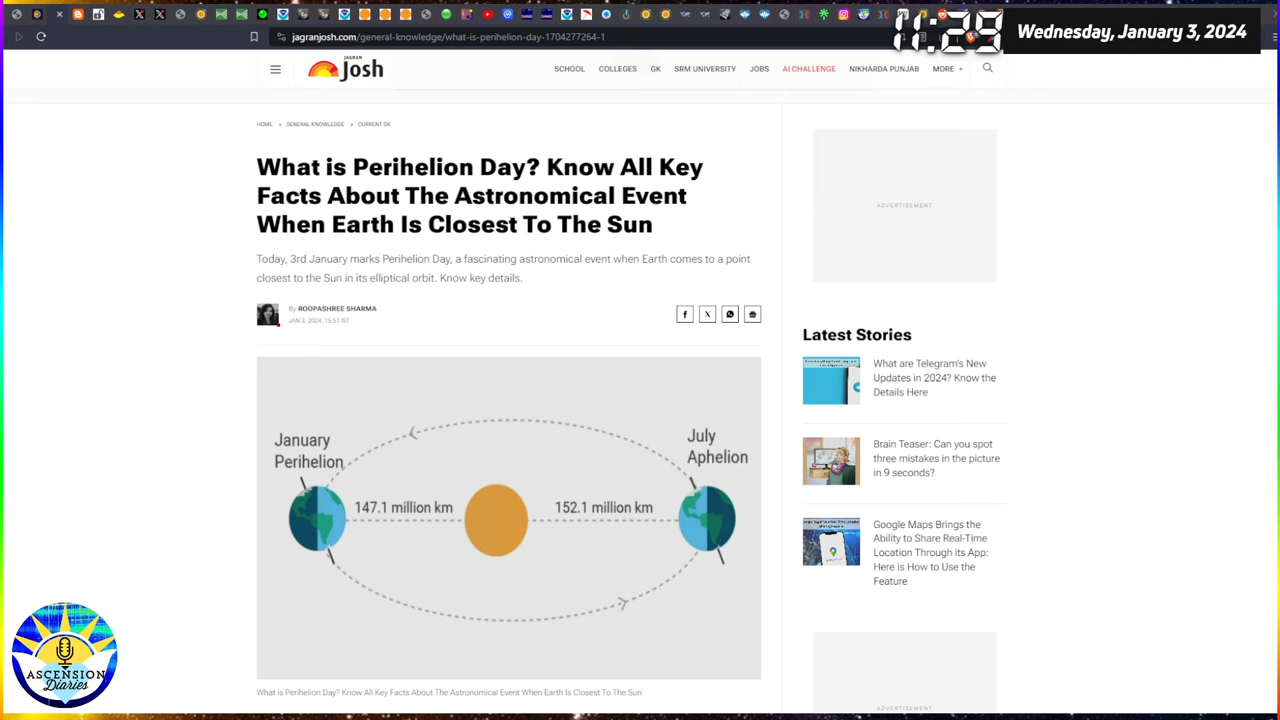 11:29
Wednesday, January 3, 2024
jagranjosh.com/general-knowledge/what-is-perihelion-day-1704277264-1
JAGRAN
Josh
SCHOOL
COLLEGES
GK
SRM UNIVERSITY
JOBS
AI CHALLENGE
NIKHARDA PUNJAB
MORE +
HOME > GENERAL KNOWLEDGE > CURRENT GK
What is Perihelion Day? Know All Key
Facts About The Astronomical Event
When Earth Is Closest To The Sun
Today, 3rd January marks Perihelion Day, a fascinating astronomical event when Earth comes to a point
closest to the Sun in its elliptical orbit. Know key details.
By ROOPASHREE SHARMA
JAN 3, 2024, 15:51 IST
January
Perihelion
147.1 million km
152.1 million km
July
Aphelion
What is Perihelion Day? Know All Key Facts About The Astronomical Event When Earth Is Closest To The Sun
ADVERTISEMENT
Latest Stories
What are Telegram's New
Updates in 2024? Know the
Details Here
Brain Teaser: Can you spot
three mistakes in the picture
in 9 seconds?
Google Maps Brings the
Ability to Share Real-Time
Location Through its App:
Here is How to Use the
Feature
ADVERTISEMENT
ASCENSION
Diaries